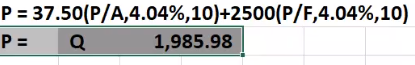 P = 37.50(P/A,4.04%,10)+2500(P/F,4.04%,10)
P = Q 1,985.98